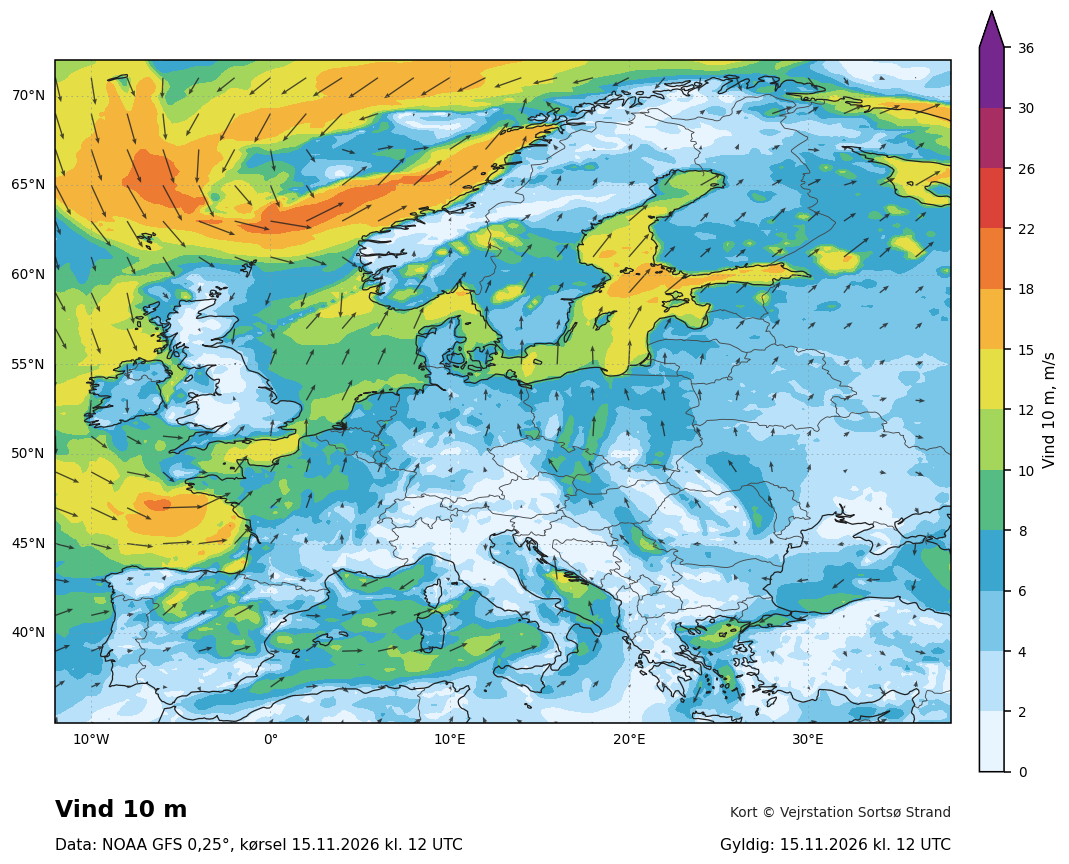 36
30
26
22
18
15
12
10
8
6
4
2
0
Vind 10 m, m/s
70°N
65°N
60°N
55°N
50°N
45°N
40°N
10°W
0°
10°E
20°E
30°E
Vind 10 m
Kort © Vejrstation Sortsø Strand
Data: NOAA GFS 0,25°, kørsel 15.11.2026 kl. 12 UTC
Gyldig: 15.11.2026 kl. 12 UTC